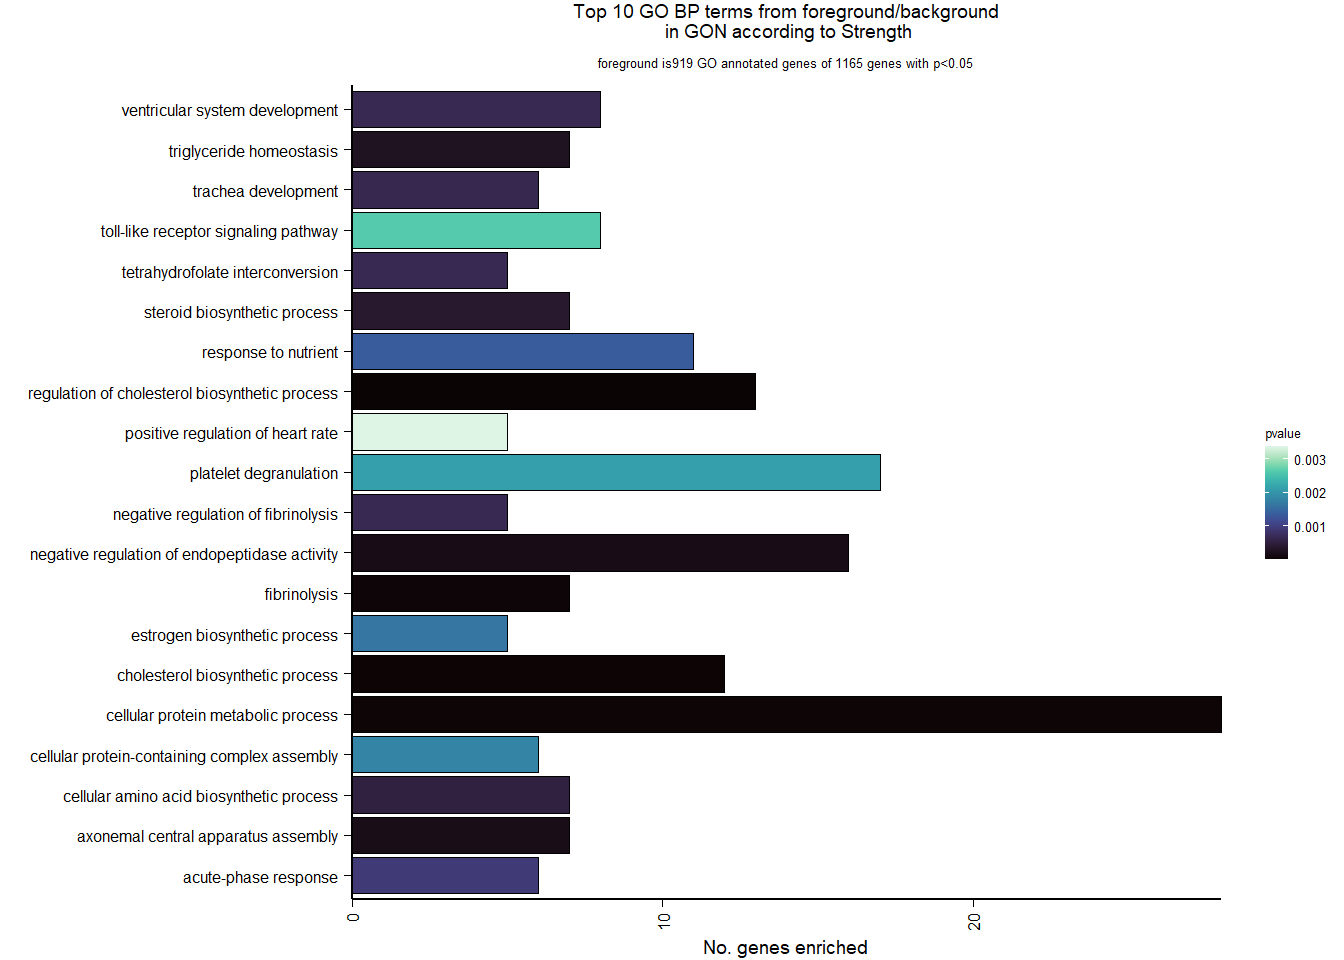 Top 10 GO BP terms from foreground/background
in GON according to Strength
foreground is919 GO annotated genes of 1165 genes with p<0.05
ventricular system development
triglyceride homeostasis
trachea development
toll-like receptor signaling pathway
tetrahydrofolate interconversion
steroid biosynthetic process
response to nutrient
regulation of cholesterol biosynthetic process
positive regulation of heart rate
platelet degranulation
negative regulation of fibrinolysis
negative regulation of endopeptidase activity
fibrinolysis
estrogen biosynthetic process
cholesterol biosynthetic process
cellular protein metabolic process
cellular protein-containing complex assembly
cellular amino acid biosynthetic process
axonemal central apparatus assembly
acute-phase response
0
10
20
No. genes enriched
pvalue
0.003
0.002
0.001